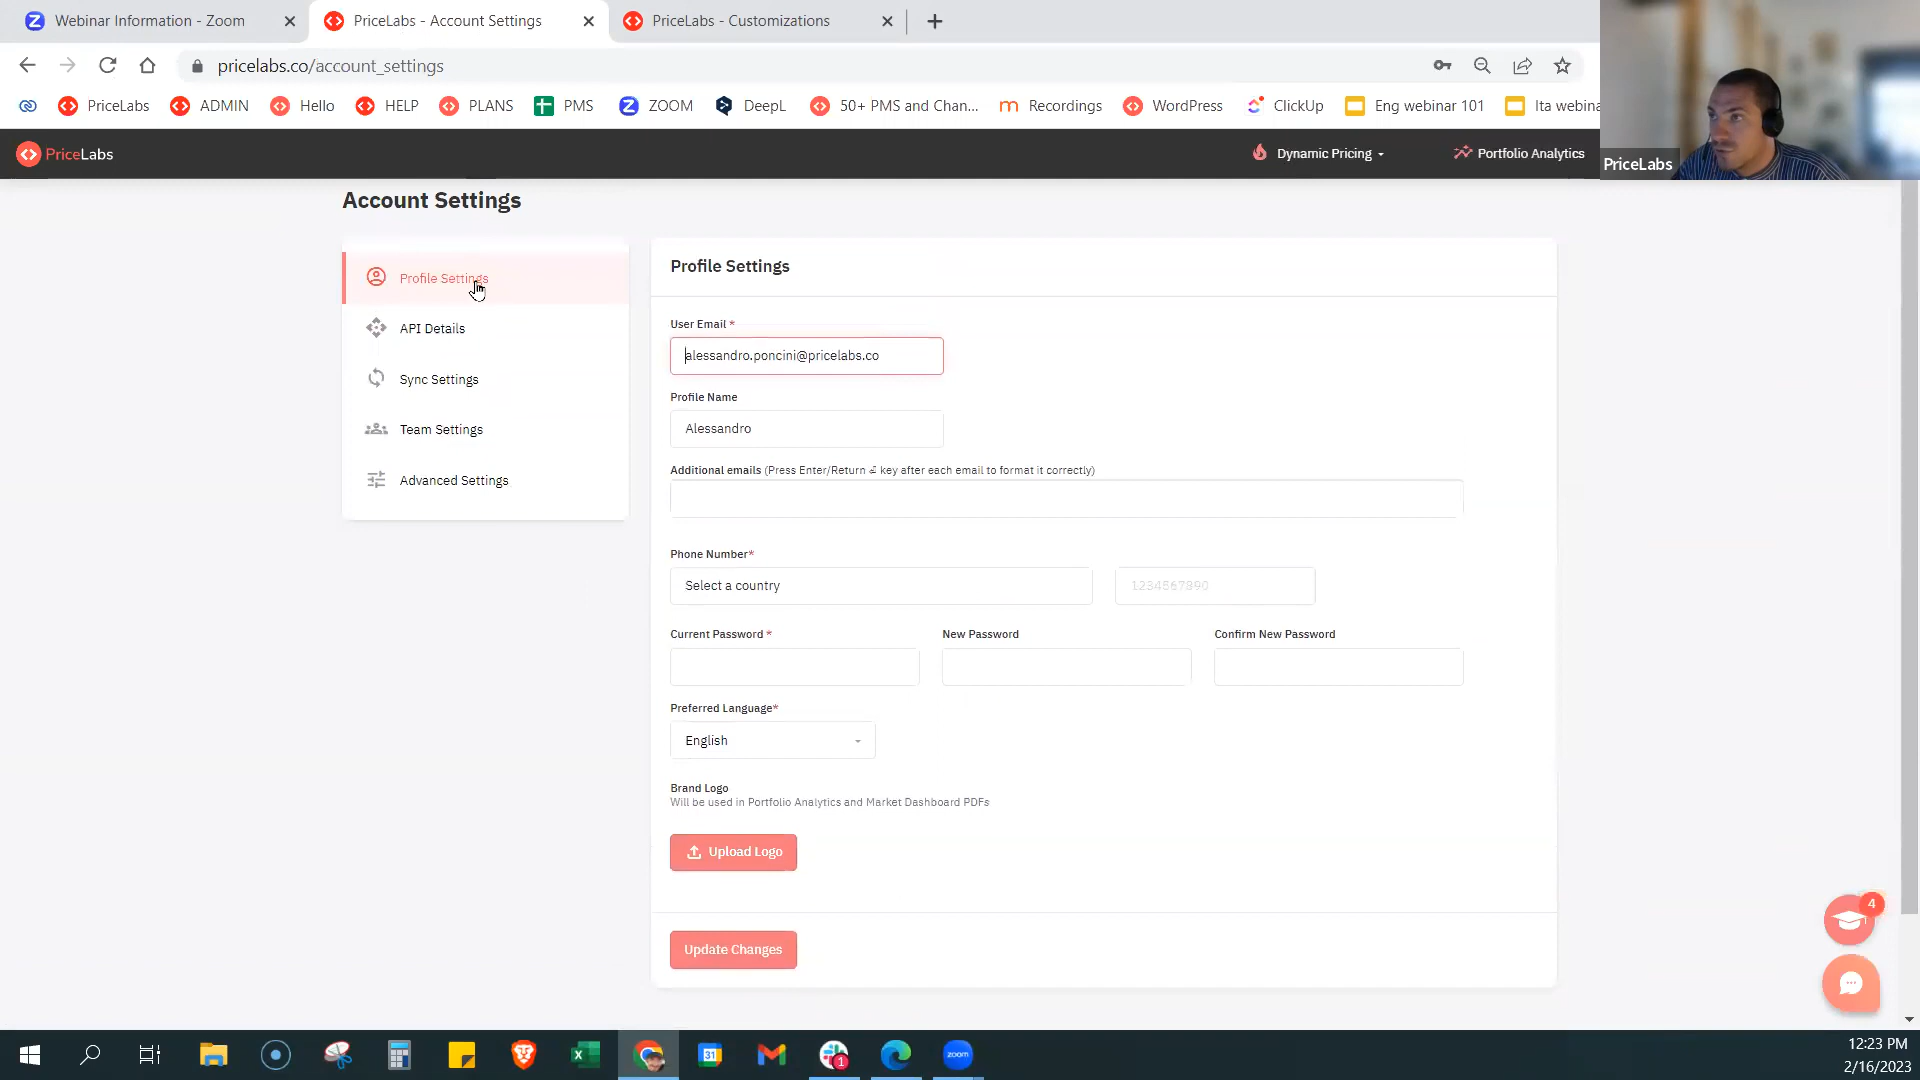 Webinar Information - Zoom
PriceLabs - Account Settings
PriceLabs - Customizations
pricelabs.co/account_settings
PriceLabs
ADMIN
Hello
HELP
PLANS
PMS
ZOOM
DeepL
50+ PMS and Chan...
Recordings
WordPress
ClickUp
Eng webinar 101
Ita webina
PriceLabs
Dynamic Pricing
Portfolio Analytics
PriceLabs
Account Settings
Profile Settings
API Details
Sync Settings
Team Settings
Advanced Settings
Profile Settings
User Email *
alessandro.poncini@pricelabs.co
Profile Name
Alessandro
Additional emails (Press Enter/Return ⏎ key after each email to format it correctly)
Phone Number*
Select a country
1234567890
Current Password *
New Password
Confirm New Password
Preferred Language*
English
Brand Logo
Will be used in Portfolio Analytics and Market Dashboard PDFs
Upload Logo
Update Changes
4
31
1
zoom
12:23 PM
2/16/2023